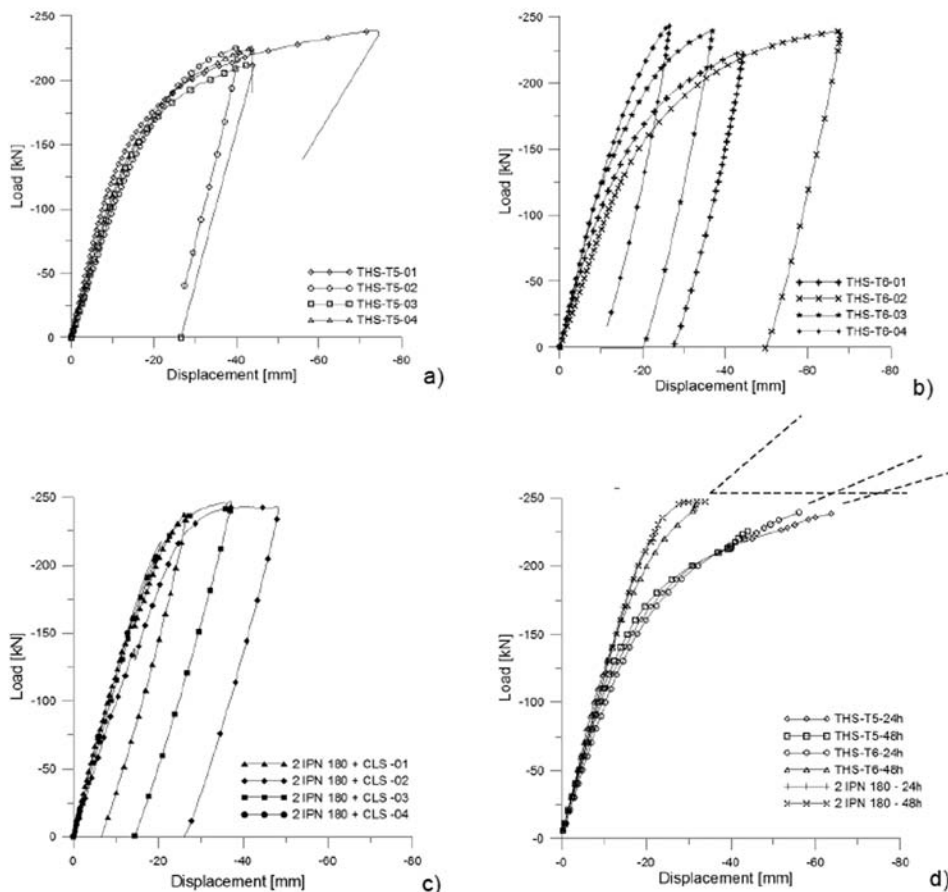 -250
-200
-150
-100
-50
0
Load [kN]
THS-T5-01
THS-T5-02
THS-T5-03
THS-T5-04
-0 -20 -40 -60 -80
Displacement [mm]
a)
-250
-200
-150
-100
-50
0
Load [kN]
THS-T6-01
THS-T6-02
THS-T6-03
THS-T6-04
0 -20 -40 -60 -80
Displacement [mm]
b)
-250
-200
-150
-100
-50
0
Load [kN]
2 IPN 180 + CLS -01
2 IPN 180 + CLS -02
2 IPN 180 + CLS -03
2 IPN 180 + CLS -04
0 -20 -40 -60 -80
Displacement [mm]
c)
-250
-200
-150
-100
-50
-0
Load [kN]
THS-T5-24h
THS-T5-48h
THS-T6-24h
THS-T6-48h
2 IPN 180 - 24h
2 IPN 180 - 48h
-0 -20 -40 -60 -80
Displacement [mm]
d)